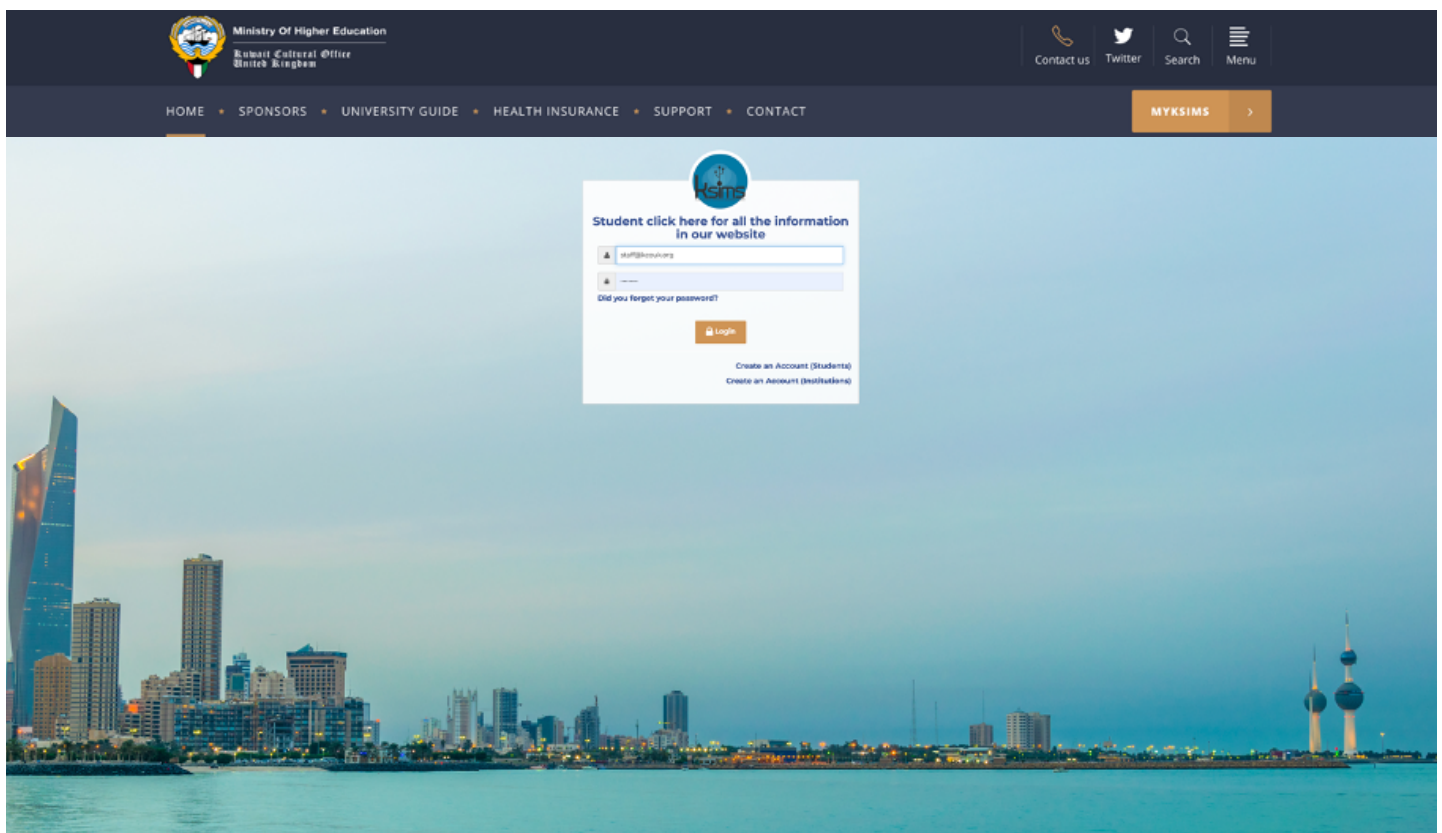 Ministry Of Higher Education
Kuwait Cultural Office
United Kingdom
Contact us
Twitter
Search
Menu
HOME • SPONSORS • UNIVERSITY GUIDE • HEALTH INSURANCE • SUPPORT • CONTACT
MYKSIMS >
ksims
Student click here for all the information
in our website
Did you forget your password?
Login
Create an Account (Students)
Create an Account (Institutions)